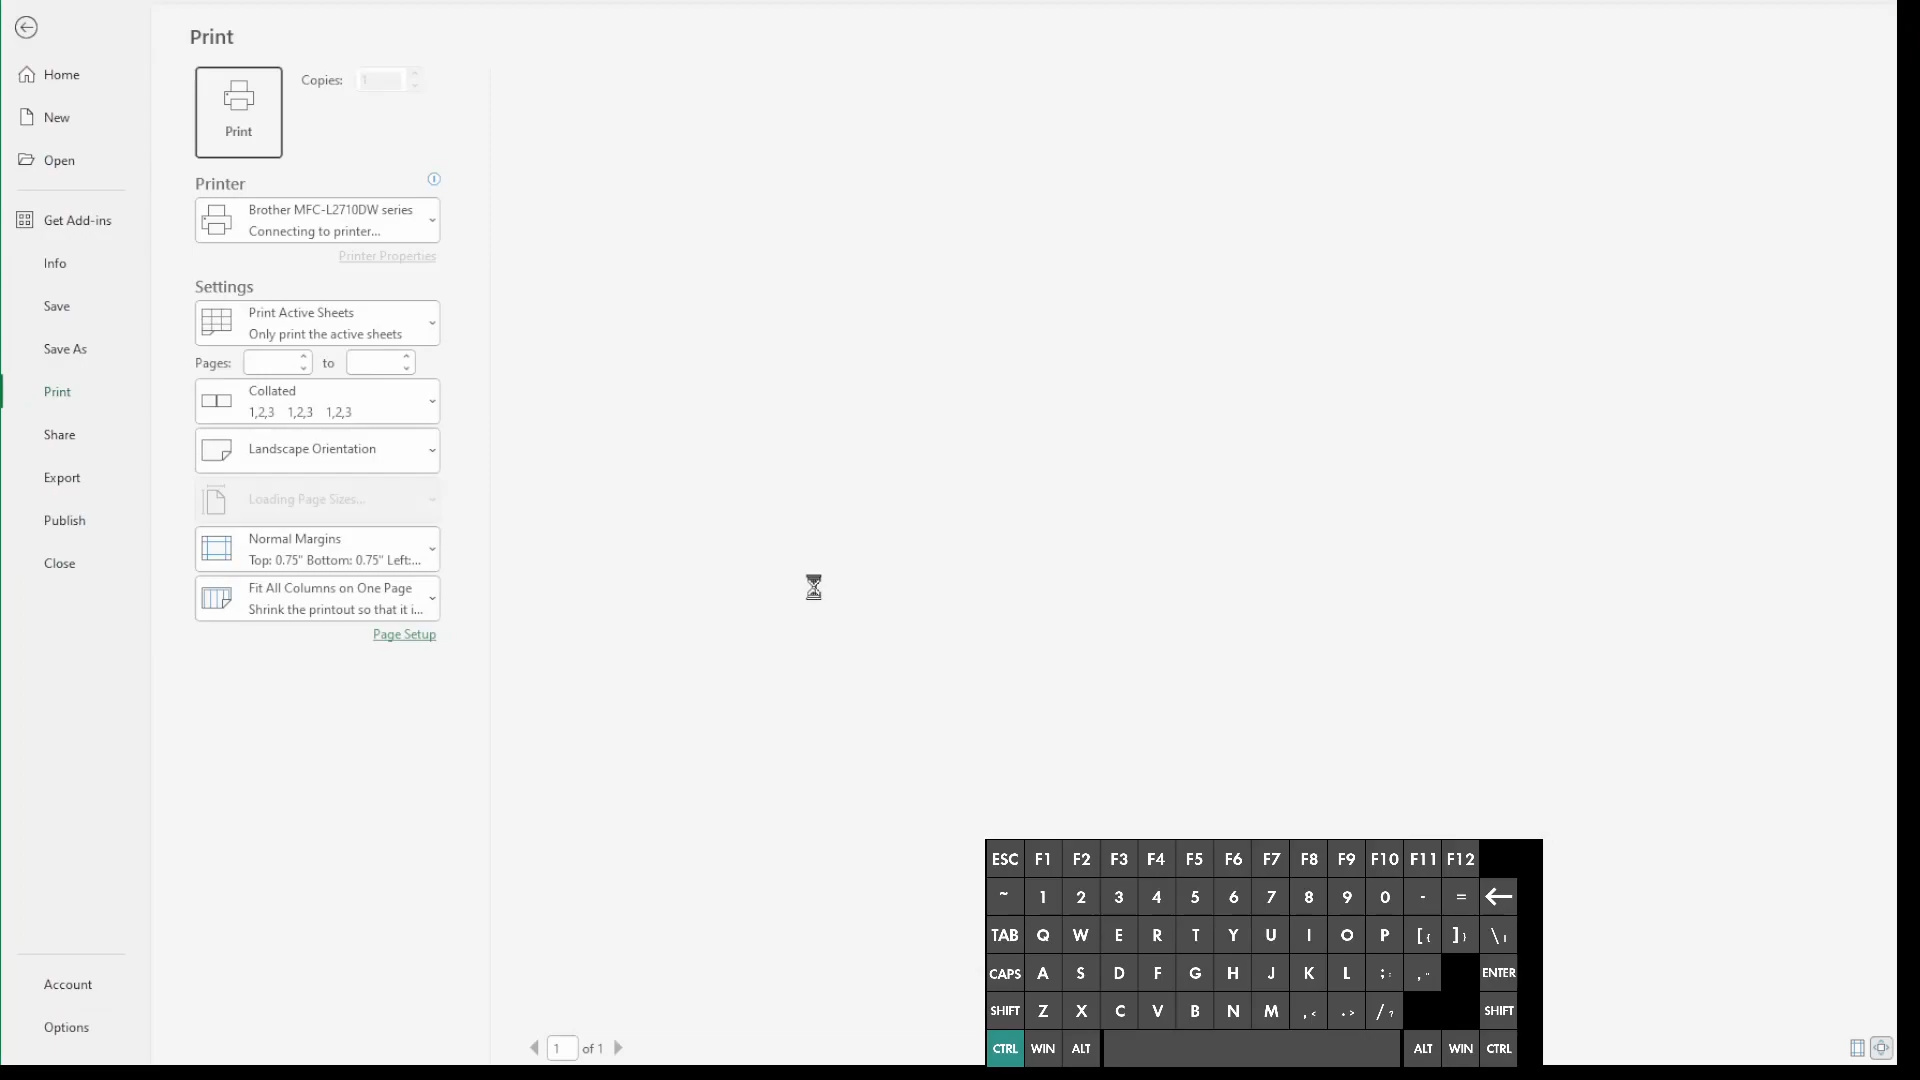 Print
Home
New
Open
Get Add-ins
Info
Save
Save As
Print
Share
Export
Publish
Close
Account
Options
Print
Copies: 1
Printer
Brother MFC-L2710DW series
Connecting to printer...
Printer Properties
Settings
Print Active Sheets
Only print the active sheets
Pages: to
Collated
1,2,3 1,2,3 1,2,3
Landscape Orientation
Loading Page Sizes...
Normal Margins
Top: 0.75" Bottom: 0.75" Left:...
Fit All Columns on One Page
Shrink the printout so that it i...
Page Setup
1 of 1
ESC F1 F2 F3 F4 F5 F6 F7 F8 F9 F10 F11 F12
~ 1 2 3 4 5 6 7 8 9 0 - =
TAB Q W E R T Y U I O P [ { ] } \ |
CAPS A S D F G H J K L ; : , " ENTER
SHIFT Z X C V B N M , < . > / ? SHIFT
CTRL WIN ALT ALT WIN CTRL